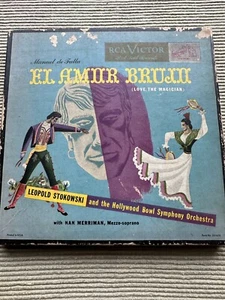 RCA VICTOR
Manuel de Falla
EL AMOR BRUJO
(LOVE, THE MAGICIAN)
LEOPOLD STOKOWSKI
and the Hollywood Bowl Symphony Orchestra
with NAN MERRIMAN, Mezzo-soprano